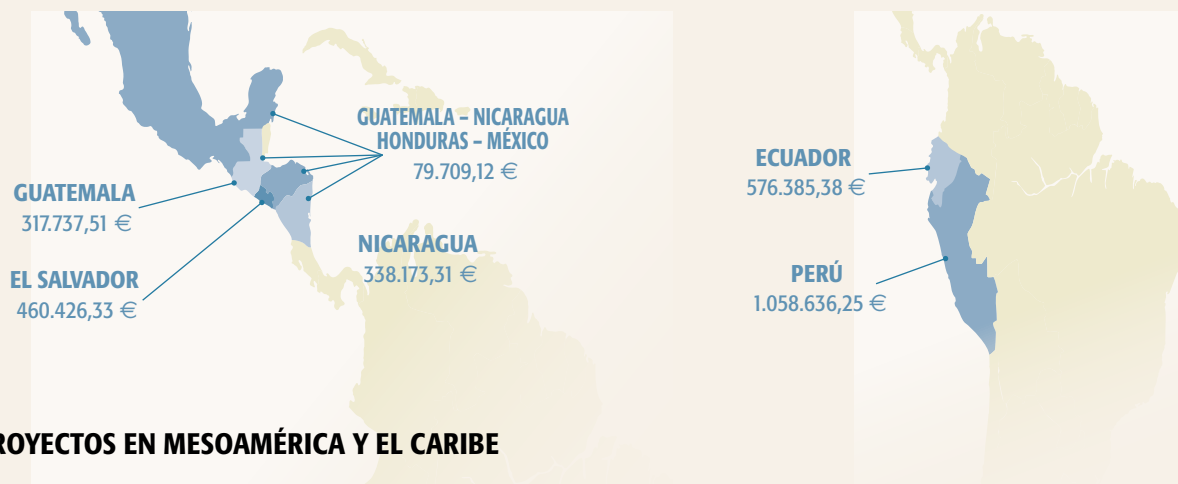 GUATEMALA – NICARAGUA
HONDURAS – MÉXICO
79.709,12 €
GUATEMALA
317.737,51 €
EL SALVADOR
460.426,33 €
NICARAGUA
338.173,31 €
ECUADOR
576.385,38 €
PERÚ
1.058.636,25 €
ROYECTOS EN MESOAMÉRICA Y EL CARIBE